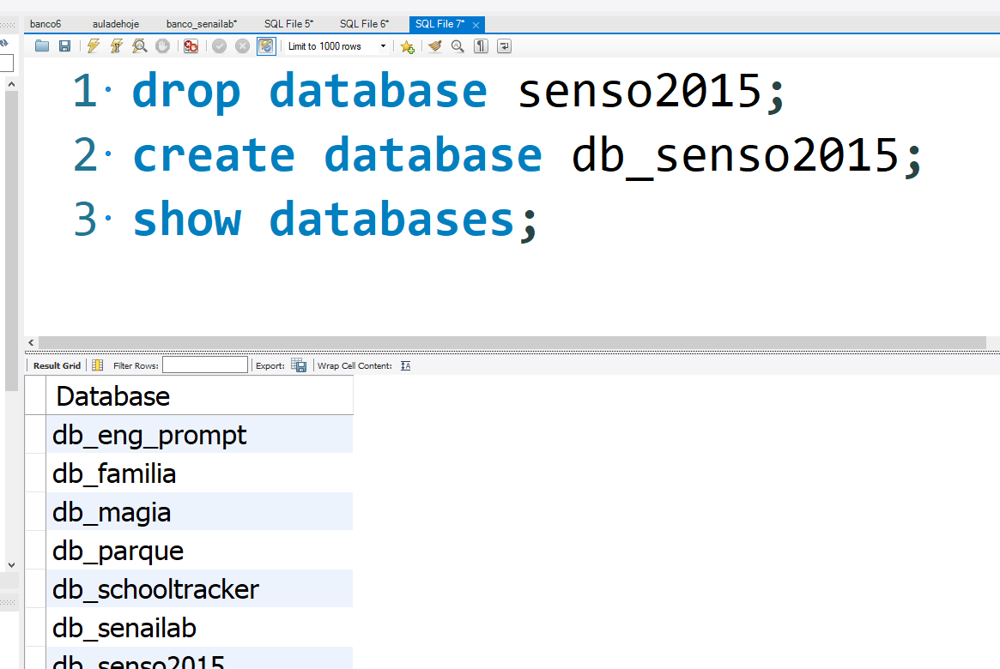 banco6 auladehoje banco_senailab* SQL File 5* SQL File 6* SQL File 7*
Limit to 1000 rows
1 drop database senso2015;
2 create database db_senso2015;
3 show databases;
Result Grid Filter Rows: Export: Wrap Cell Content:
Database
db_eng_prompt
db_familia
db_magia
db_parque
db_schooltracker
db_senailab
db_senso2015